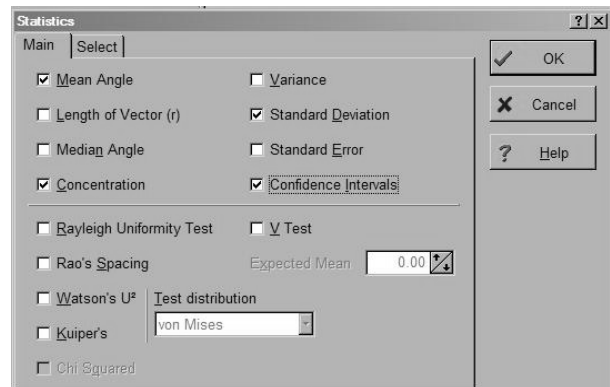 Statistics
Main Select
Mean Angle
Variance
Length of Vector (r)
Standard Deviation
Median Angle
Standard Error
Concentration
Confidence Intervals
Rayleigh Uniformity Test
V Test
Rao's Spacing
Expected Mean 0.00
Watson's U²
Kuiper's
Test distribution
von Mises
Chi Squared
OK
Cancel
? Help